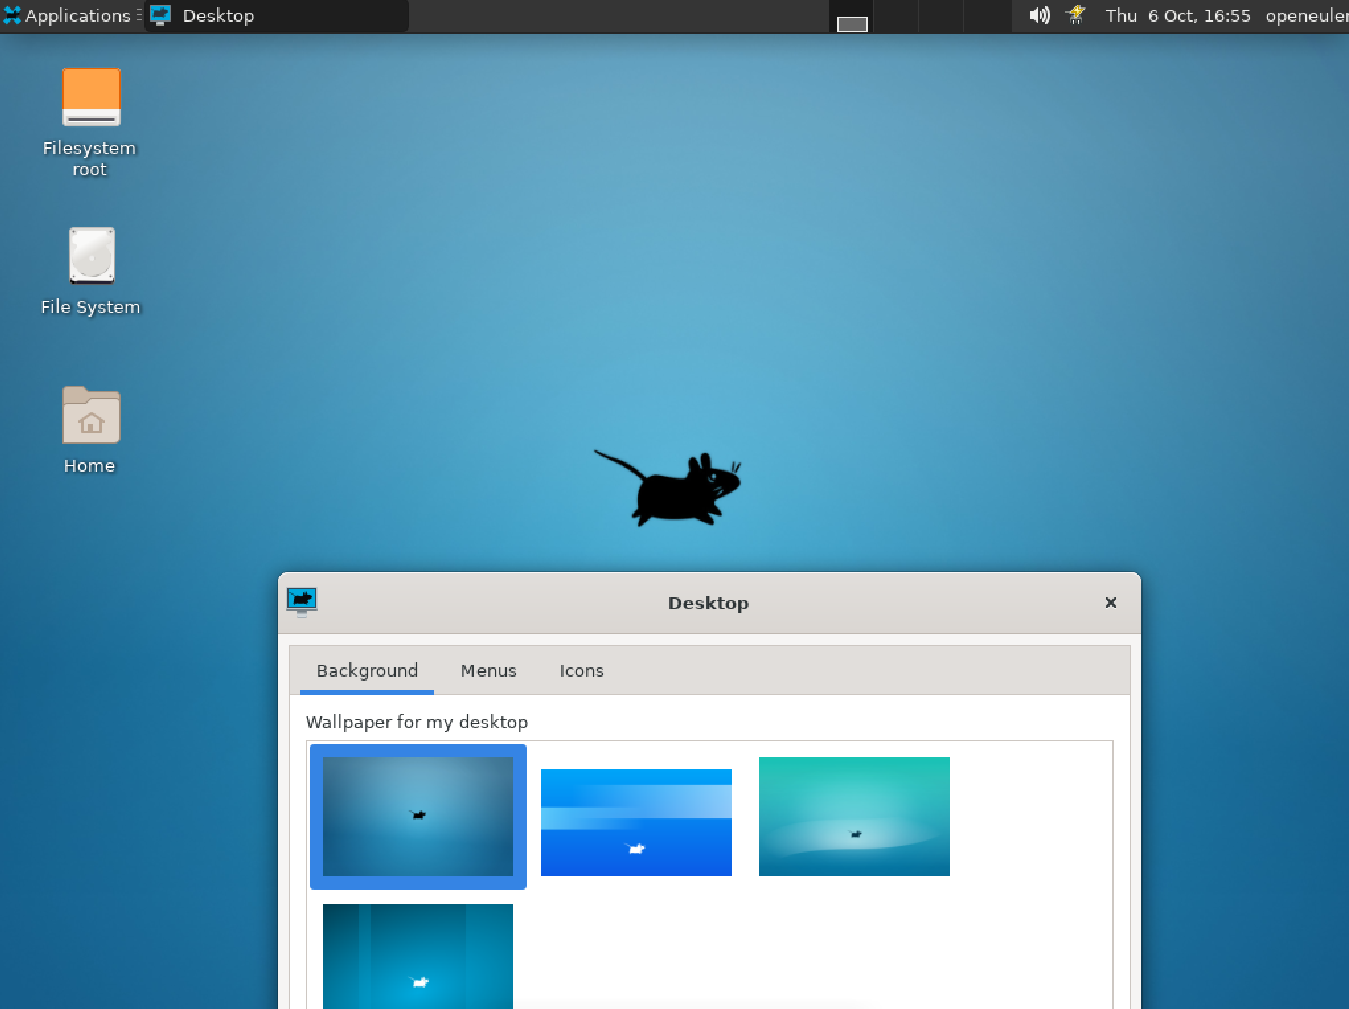 Applications
Desktop
Thu 6 Oct, 16:55
openeuler
Filesystem
root
File System
Home
Desktop
Background
Menus
Icons
Wallpaper for my desktop